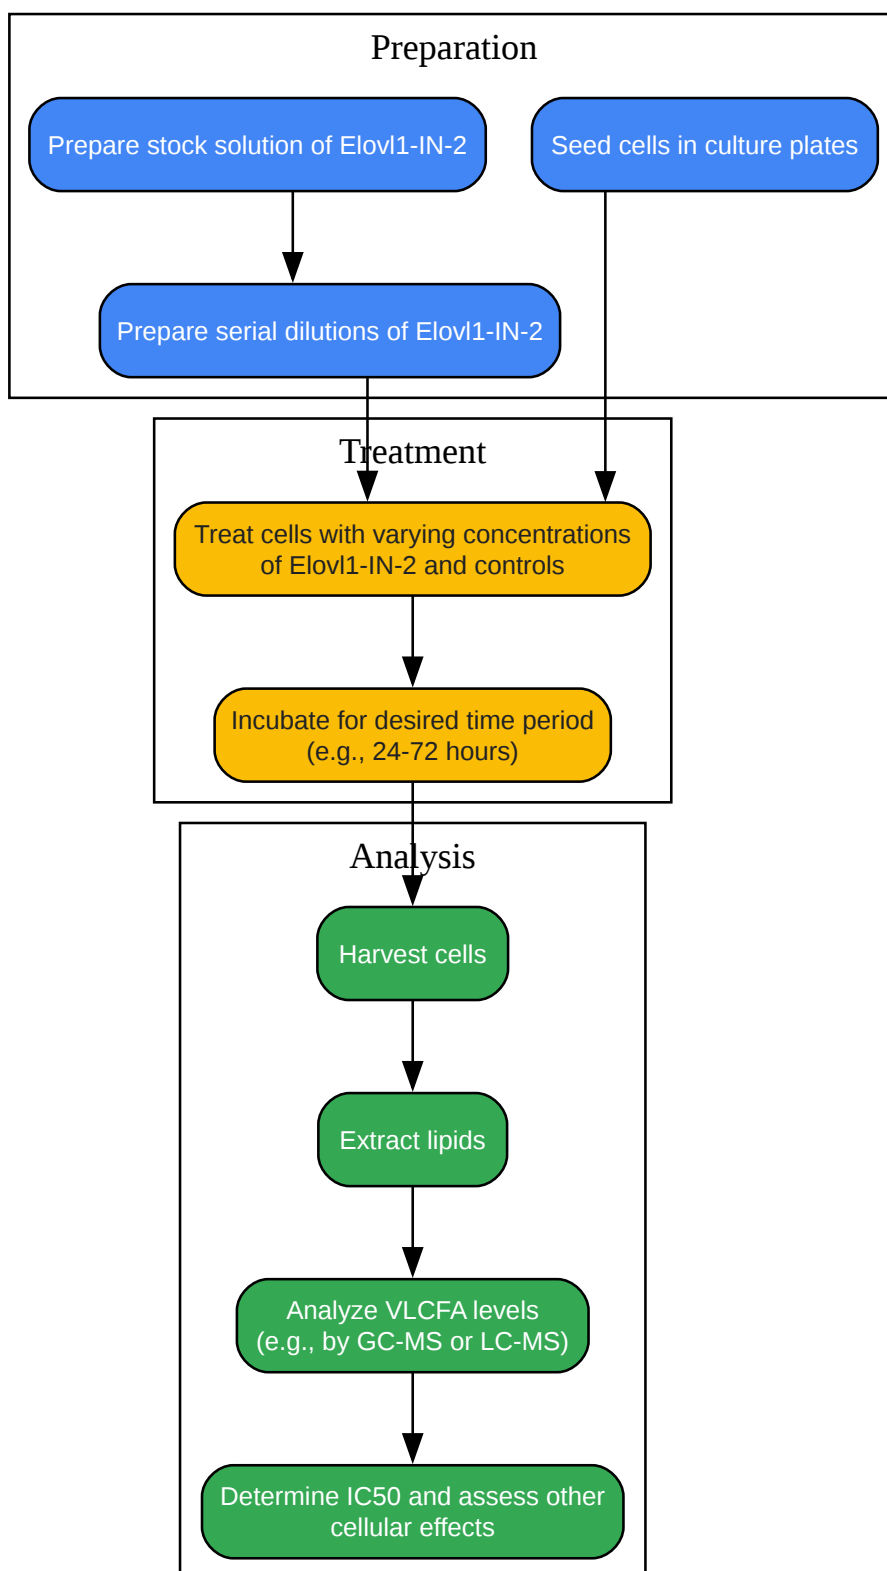 Preparation
Prepare stock solution of Elovl1-IN-2
Seed cells in culture plates
Prepare serial dilutions of Elovl1-IN-2
Treatment
Treat cells with varying concentrations
of Elovl1-IN-2 and controls
Incubate for desired time period
(e.g., 24-72 hours)
Analysis
Harvest cells
Extract lipids
Analyze VLCFA levels
(e.g., by GC-MS or LC-MS)
Determine IC50 and assess other
cellular effects